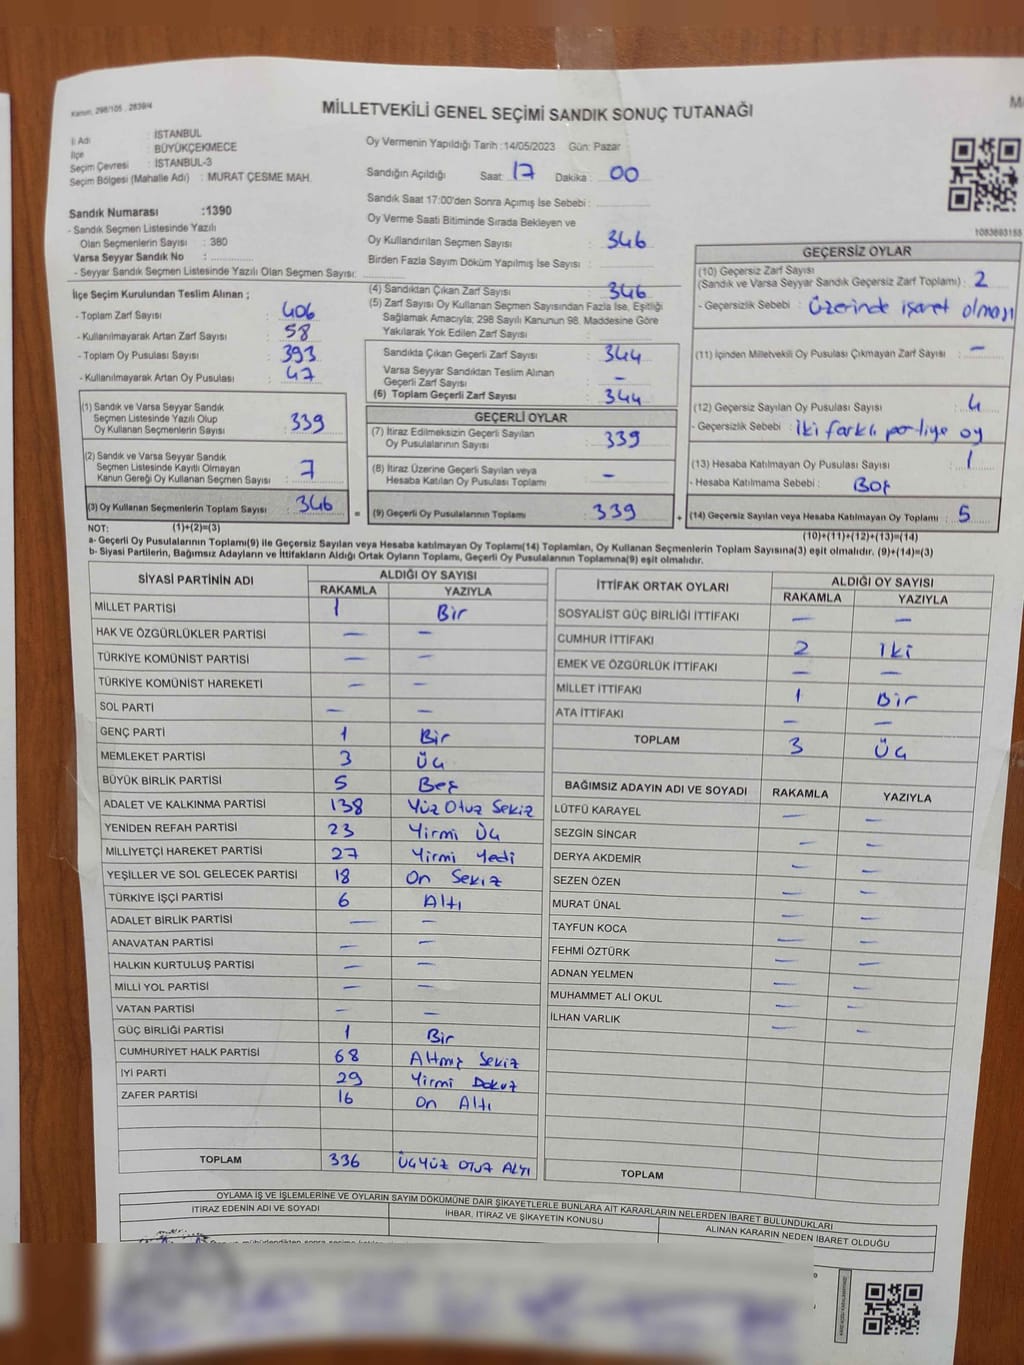 Kanun, 298/105 . 2839/4
MİLLETVEKİLİ GENEL SEÇİMİ SANDIK SONUÇ TUTANAĞI
İl Adı : İSTANBUL
İlçe : BÜYÜKÇEKMECE
Seçim Çevresi : İSTANBUL-3
Seçim Bölgesi (Mahalle Adı) : MURAT ÇESME MAH.
Sandık Numarası :1390
- Sandık Seçmen Listesinde Yazılı
Olan Seçmenlerin Sayısı : 380
Varsa Seyyar Sandık No :
- Seyyar Sandık Seçmen Listesinde Yazılı Olan Seçmen Sayısı:
Oy Vermenin Yapıldığı Tarih :14/05/2023 Gün: Pazar
Sandığın Açıldığı Saat: 17 Dakika : 00
Sandık Saat 17:00'den Sonra Açımış İse Sebebi :
Oy Verme Saati Bitiminde Sırada Bekleyen ve
Oy Kullandırılan Seçmen Sayısı : 346
Birden Fazla Sayım Döküm Yapılmış İse Sayısı :
1083693155
İlçe Seçim Kurulundan Teslim Alınan ;
- Toplam Zarf Sayısı : 406
- Kullanılmayarak Artan Zarf Sayısı : 58
- Toplam Oy Pusulası Sayısı : 393
- Kullanılmayarak Artan Oy Pusulası : 47
(4) Sandıktan Çıkan Zarf Sayısı : 346
(5) Zarf Sayısı Oy Kullanan Seçmen Sayısından Fazla İse, Eşitliği
Sağlamak Amacıyla; 298 Sayılı Kanunun 98. Maddesine Göre
Yakılarak Yok Edilen Zarf Sayısı :
Sandıkta Çıkan Geçerli Zarf Sayısı : 344
Varsa Seyyar Sandıktan Teslim Alınan
Geçerli Zarf Sayısı : -
(6) Toplam Geçerli Zarf Sayısı : 344
GEÇERSİZ OYLAR
(10) Geçersiz Zarf Sayısı
(Sandık ve Varsa Seyyar Sandık Geçersiz Zarf Toplamı) : 2
- Geçersizlik Sebebi : Üzerinde işaret olması
(11) İçinden Milletvekili Oy Pusulası Çıkmayan Zarf Sayısı : -
(12) Geçersiz Sayılan Oy Pusulası Sayısı : 4
- Geçersizlik Sebebi : İki farklı partiye oy
(13) Hesaba Katılmayan Oy Pusulası Sayısı : 1
- Hesaba Katılmama Sebebi : Boş
(14) Geçersiz Sayılan veya Hesaba Katılmayan Oy Toplamı : 5
(10)+(11)+(12)+(13)=(14)
(1) Sandık ve Varsa Seyyar Sandık
Seçmen Listesinde Yazılı Olup
Oy Kullanan Seçmenlerin Sayısı : 339
(2) Sandık ve Varsa Seyyar Sandık
Seçmen Listesinde Kayıtlı Olmayan
Kanun Gereği Oy Kullanan Seçmen Sayısı : 7
(3) Oy Kullanan Seçmenlerin Toplam Sayısı : 346 =
GEÇERLİ OYLAR
(7) İtiraz Edilmeksizin Geçerli Sayılan
Oy Pusulalarının Sayısı : 339
(8) İtiraz Üzerine Geçerli Sayılan veya
Hesaba Katılan Oy Pusulası Toplamı : -
(9) Geçerli Oy Pusulalarının Toplamı : 339 +
NOT: (1)+(2)=(3)
a- Geçerli Oy Pusulalarının Toplamı(9) ile Geçersiz Sayılan veya Hesaba katılmayan Oy Toplamı(14) Toplamları, Oy Kullanan Seçmenlerin Toplam Sayısına(3) eşit olmalıdır. (9)+(14)=(3)
b- Siyasi Partilerin, Bağımsız Adayların ve İttifakların Aldığı Ortak Oyların Toplamı, Geçerli Oy Pusulalarının Toplamına(9) eşit olmalıdır.
SİYASİ PARTİNİN ADI ALDIĞI OY SAYISI
RAKAMLA YAZIYLA
MİLLET PARTİSİ 1 Bir
HAK VE ÖZGÜRLÜKLER PARTİSİ - -
TÜRKİYE KOMÜNİST PARTİSİ - -
TÜRKİYE KOMÜNİST HAREKETİ - -
SOL PARTİ - -
GENÇ PARTİ 1 Bir
MEMLEKET PARTİSİ 3 Üç
BÜYÜK BİRLİK PARTİSİ 5 Beş
ADALET VE KALKINMA PARTİSİ 138 Yüz Otuz Sekiz
YENİDEN REFAH PARTİSİ 23 Yirmi Üç
MİLLİYETÇİ HAREKET PARTİSİ 27 Yirmi Yedi
YEŞİLLER VE SOL GELECEK PARTİSİ 18 On Sekiz
TÜRKİYE İŞÇİ PARTİSİ 6 Altı
ADALET BİRLİK PARTİSİ - -
ANAVATAN PARTİSİ - -
HALKIN KURTULUŞ PARTİSİ - -
MİLLİ YOL PARTİSİ - -
VATAN PARTİSİ - -
GÜÇ BİRLİĞİ PARTİSİ 1 Bir
CUMHURİYET HALK PARTİSİ 68 Altmış Sekiz
İYİ PARTİ 29 Yirmi Dokuz
ZAFER PARTİSİ 16 On Altı
TOPLAM 336 ÜÇYÜZ OTUZ ALTI
İTTİFAK ORTAK OYLARI ALDIĞI OY SAYISI
RAKAMLA YAZIYLA
SOSYALİST GÜÇ BİRLİĞİ İTTİFAKI - -
CUMHUR İTTİFAKI 2 İki
EMEK VE ÖZGÜRLÜK İTTİFAKI - -
MİLLET İTTİFAKI 1 Bir
ATA İTTİFAKI - -
TOPLAM 3 Üç
BAĞIMSIZ ADAYIN ADI VE SOYADI RAKAMLA YAZIYLA
LÜTFÜ KARAYEL - -
SEZGİN SİNCAR - -
DERYA AKDEMİR - -
SEZEN ÖZEN - -
MURAT ÜNAL - -
TAYFUN KOCA - -
FEHMİ ÖZTÜRK - -
ADNAN YELMEN - -
MUHAMMET ALİ OKUL - -
İLHAN VARLIK - -
TOPLAM
OYLAMA İŞ VE İŞLEMLERİNE VE OYLARIN SAYIM DÖKÜMÜNE DAİR ŞİKAYETLERLE BUNLARA AİT KARARLARIN NELERDEN İBARET BULUNDUKLARI
İTİRAZ EDENİN ADI VE SOYADI İHBAR, İTİRAZ VE ŞİKAYETİN KONUSU ALINAN KARARIN NEDEN İBARET OLDUĞU